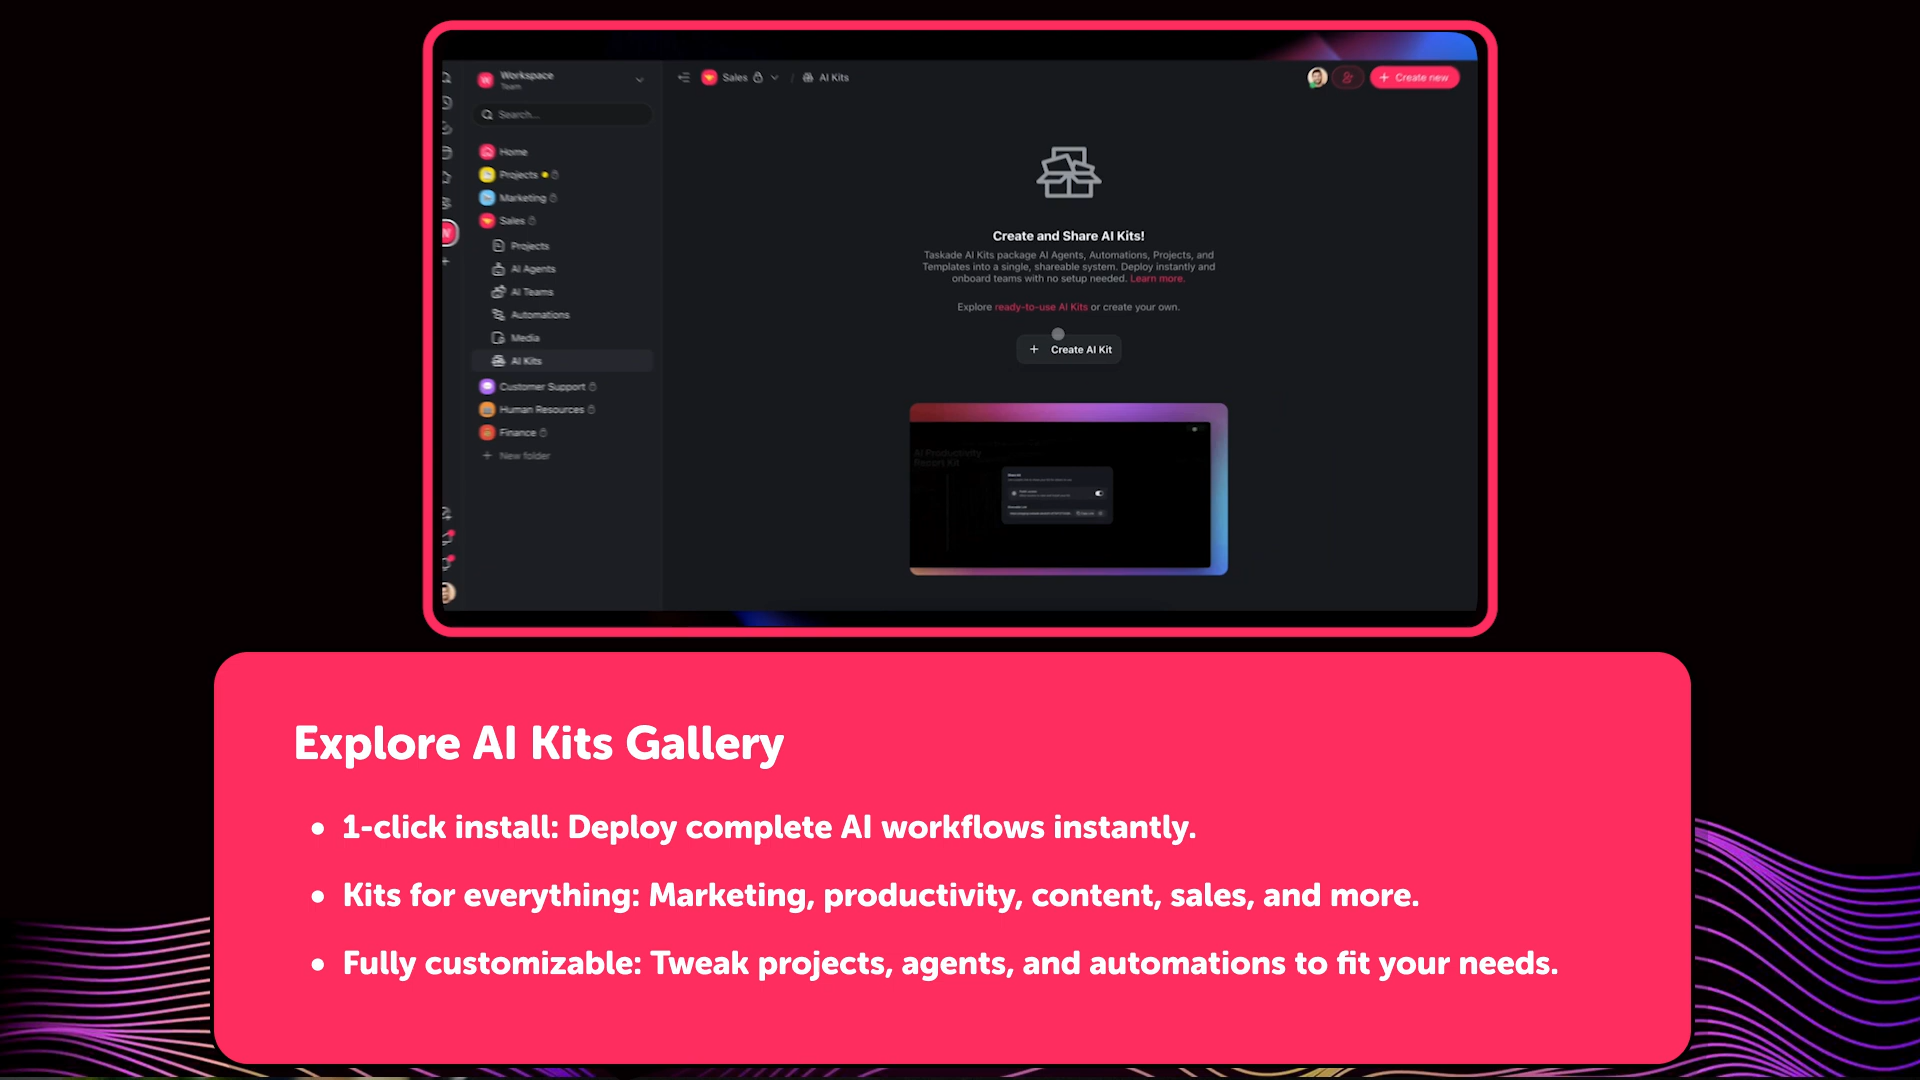 Workspace
Team
Search...
Home
Projects
Marketing
Sales
Projects
AI Agents
AI Teams
Automations
Media
AI Kits
Customer Support
Human Resources
Finance
New folder
Sales / AI Kits
Create new
Create and Share AI Kits!
Taskade AI Kits package AI Agents, Automations, Projects, and
Templates into a single, shareable system. Deploy instantly and
onboard teams with no setup needed. Learn more.
Explore ready-to-use AI Kits or create your own.
Create AI Kit
AI Productivity
Report Kit
Explore AI Kits Gallery
• 1-click install: Deploy complete AI workflows instantly.
• Kits for everything: Marketing, productivity, content, sales, and more.
• Fully customizable: Tweak projects, agents, and automations to fit your needs.